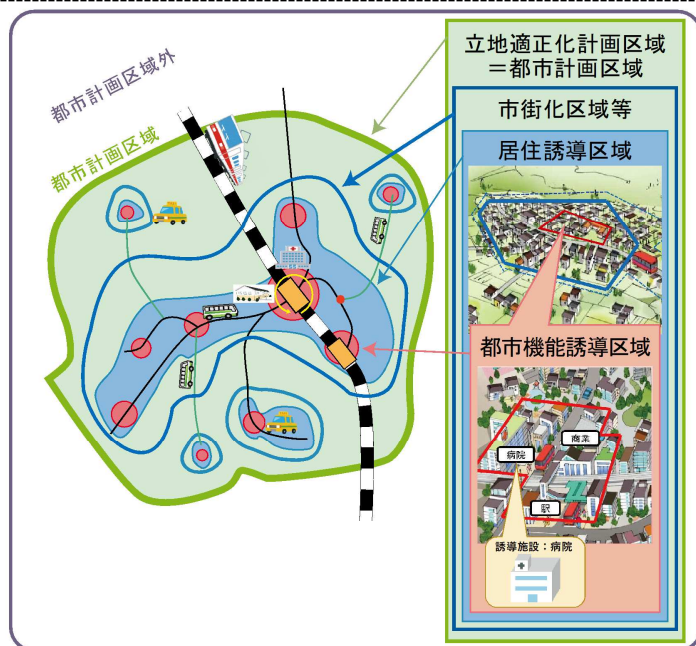 都市計画区域外
都市計画区域
立地適正化計画区域
＝都市計画区域
市街化区域等
居住誘導区域
都市機能誘導区域
商業
病院
駅
誘導施設：病院